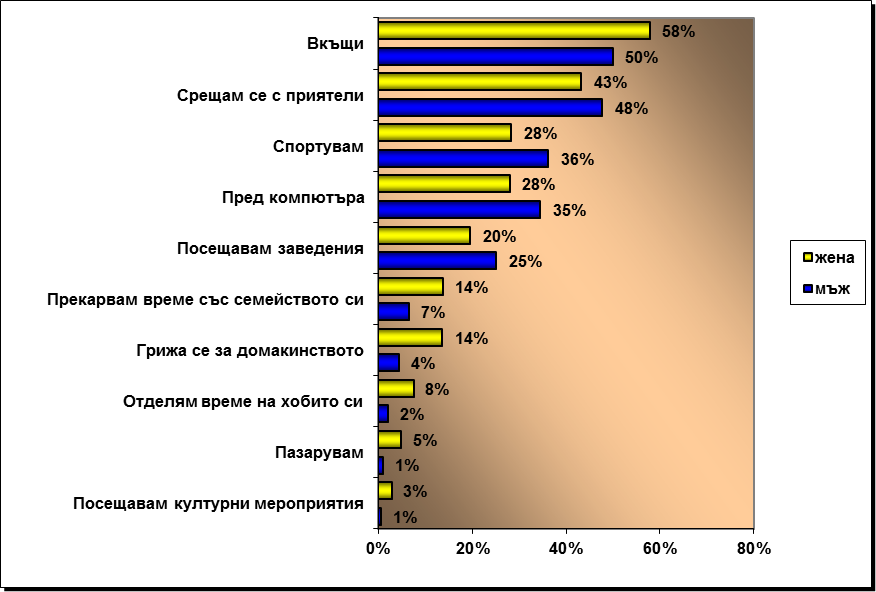 Вкъщи
58%
50%
Срещам се с приятели
43%
48%
Спортувам
28%
36%
Пред компютъра
28%
35%
Посещавам заведения
20%
25%
Прекарвам време със семейството си
14%
7%
Грижа се за домакинството
14%
4%
Отделям време на хобито си
8%
2%
Пазарувам
5%
1%
Посещавам културни мероприятия
3%
1%
0% 20% 40% 60% 80%
жена
мъж